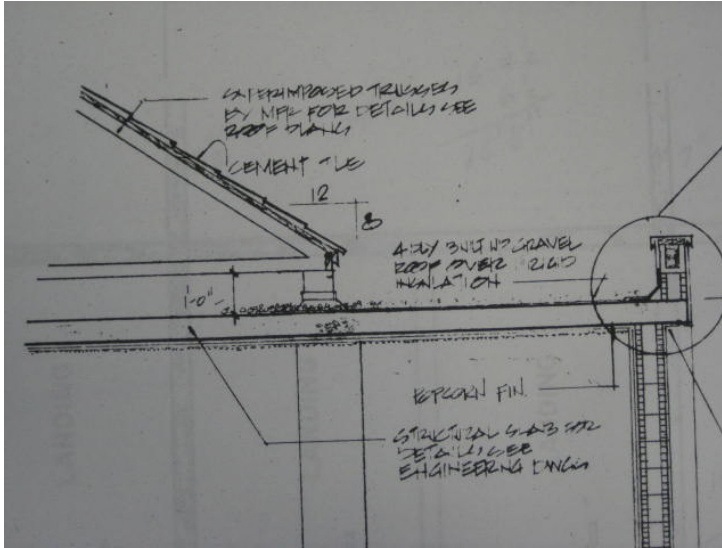 SUPERIMPOSED TRUSSES
BY MFR FOR DETAILS SEE
ROOF PLANS
CEMENT TILE
12
8
4 PLY BUILT UP GRAVEL
ROOF OVER RIGID
INSULATION
1'-0"
POPCORN FIN.
STRUCTURAL SLAB FOR
DETAILS SEE
ENGINEERING DWGS